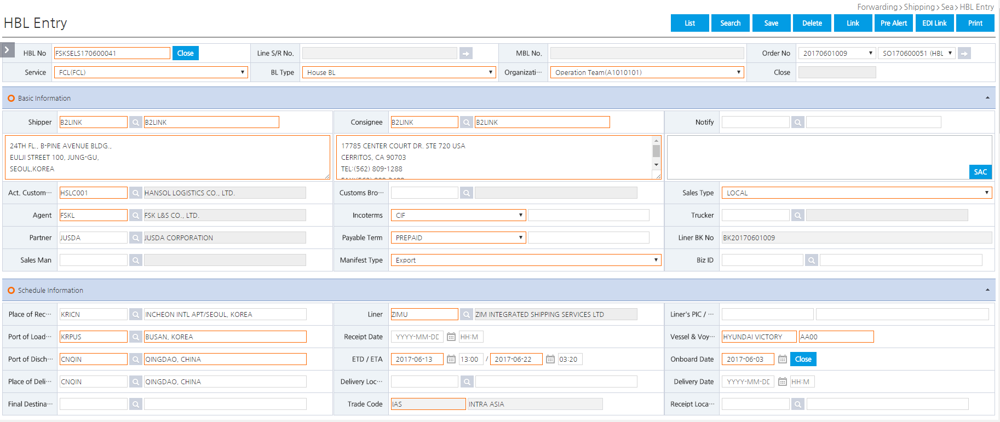 Forwarding > Shipping > Sea > HBL Entry
HBL Entry
List Search Save Delete Link Pre Alert EDI Link Print
HBL No FSKSELS170600041 Close Line S/R No. MBL No. Order No 20170601009 SO170600051 (HBL
Service FCL(FCL) BL Type House BL Organizati··· Operation Team(A1010101) Close
Basic Information
Shipper B2LINK B2LINK Consignee B2LINK B2LINK Notify
24TH FL., B-PINE AVENUE BLDG.,
EULJI STREET 100, JUNG-GU,
SEOUL,KOREA
17785 CENTER COURT DR. STE 720 USA
CERRITOS, CA 90703
TEL:(562) 809-1288
SAC
Act. Custom··· HSLC001 HANSOL LOGISTICS CO., LTD. Customs Bro··· Sales Type LOCAL
Agent FSKL FSK L&S CO., LTD. Incoterms CIF Trucker
Partner JUSDA JUSDA CORPORATION Payable Term PREPAID Liner BK No BK20170601009
Sales Man Manifest Type Export Biz ID
Schedule Information
Place of Rec··· KRICN INCHEON INTL APT/SEOUL, KOREA Liner ZIMU ZIM INTEGRATED SHIPPING SERVICES LTD Liner's PIC / ···
Port of Load··· KRPUS BUSAN, KOREA Receipt Date YYYY-MM-DD HH:M Vessel & Voy··· HYUNDAI VICTORY AA00
Port of Disch··· CNQIN QINGDAO, CHINA ETD / ETA 2017-06-13 13:00 / 2017-06-22 03:20 Onboard Date 2017-06-03 Close
Place of Deli··· CNQIN QINGDAO, CHINA Delivery Loc··· Delivery Date YYYY-MM-DD HH:M
Final Destina··· Trade Code IAS INTRA ASIA Receipt Loca···